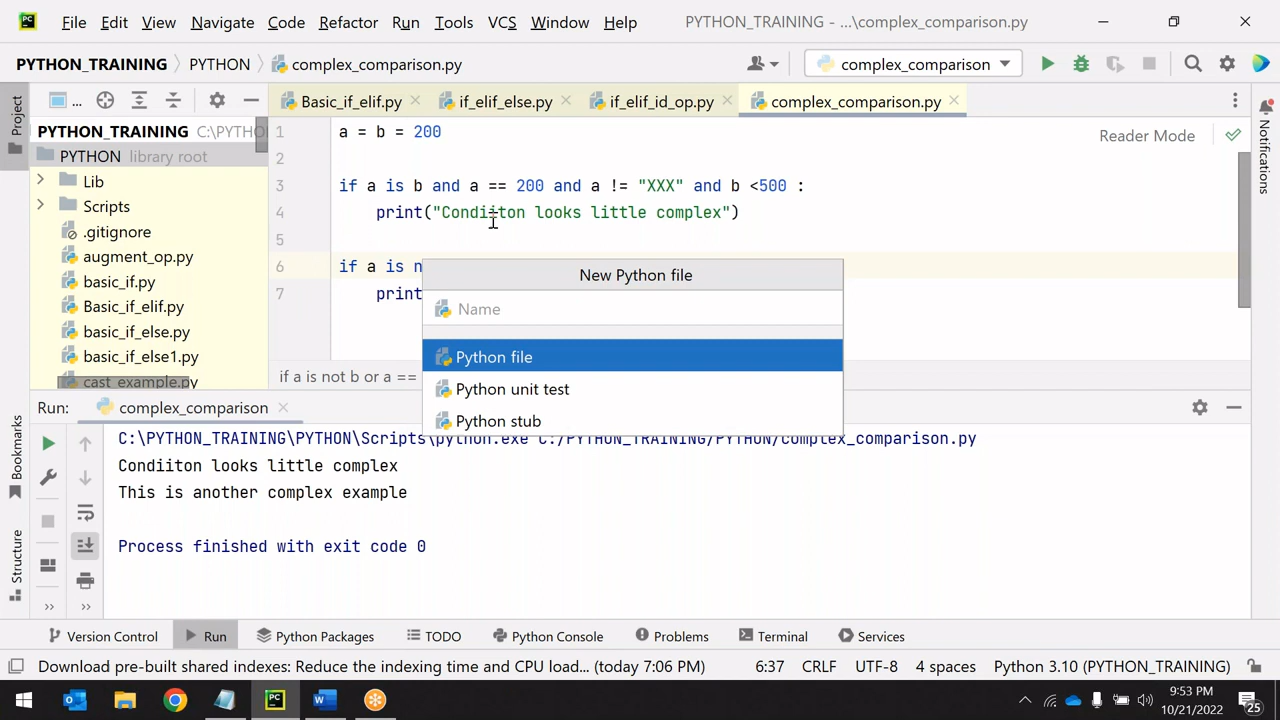 File Edit View Navigate Code Refactor Run Tools VCS Window Help PYTHON_TRAINING - ...\complex_comparison.py
PYTHON_TRAINING PYTHON complex_comparison.py complex_comparison
... Basic_if_elif.py if_elif_else.py if_elif_id_op.py complex_comparison.py
Project
PYTHON_TRAINING
PYTHON library root
Lib
Scripts
.gitignore
augment_op.py
basic_if.py
Basic_if_elif.py
basic_if_else.py
basic_if_else1.py
cast_example.py
1 a = b = 200
2
3 if a is b and a == 200 and a != "XXX" and b <500 :
4 print("Condiiton looks little complex")
5
6 if a is n
7 print
Reader Mode
Notifications
New Python file
Name
Python file
Python unit test
Python stub
if a is not b or a ==
Run: complex_comparison
C:\PYTHON_TRAINING\PYTHON\Scripts\python.exe C:/PYTHON_TRAINING/PYTHON/complex_comparison.py
Condiiton looks little complex
This is another complex example
Process finished with exit code 0
Bookmarks
Structure
Version Control Run Python Packages TODO Python Console Problems Terminal Services
Download pre-built shared indexes: Reduce the indexing time and CPU load... (today 7:06 PM) 6:37 CRLF UTF-8 4 spaces Python 3.10 (PYTHON_TRAINING)
9:53 PM
10/21/2022
25